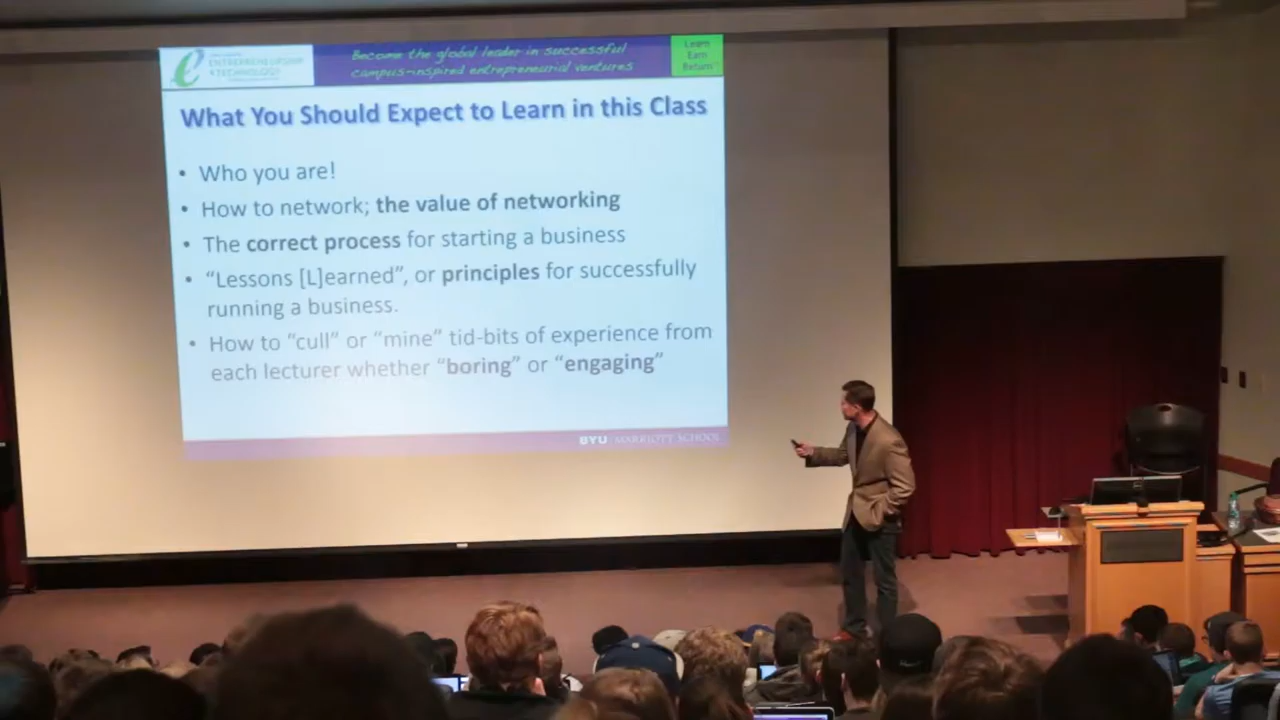 ENTREPRENEURSHIP
& TECHNOLOGY
Become the global leader in successful
campus-inspired entrepreneurial ventures
Learn
Earn
Return
What You Should Expect to Learn in this Class
• Who you are!
• How to network; the value of networking
• The correct process for starting a business
• “Lessons [L]earned”, or principles for successfully
running a business.
• How to “cull” or “mine” tid-bits of experience from
each lecturer whether “boring” or “engaging”
BYU MARRIOTT SCHOOL